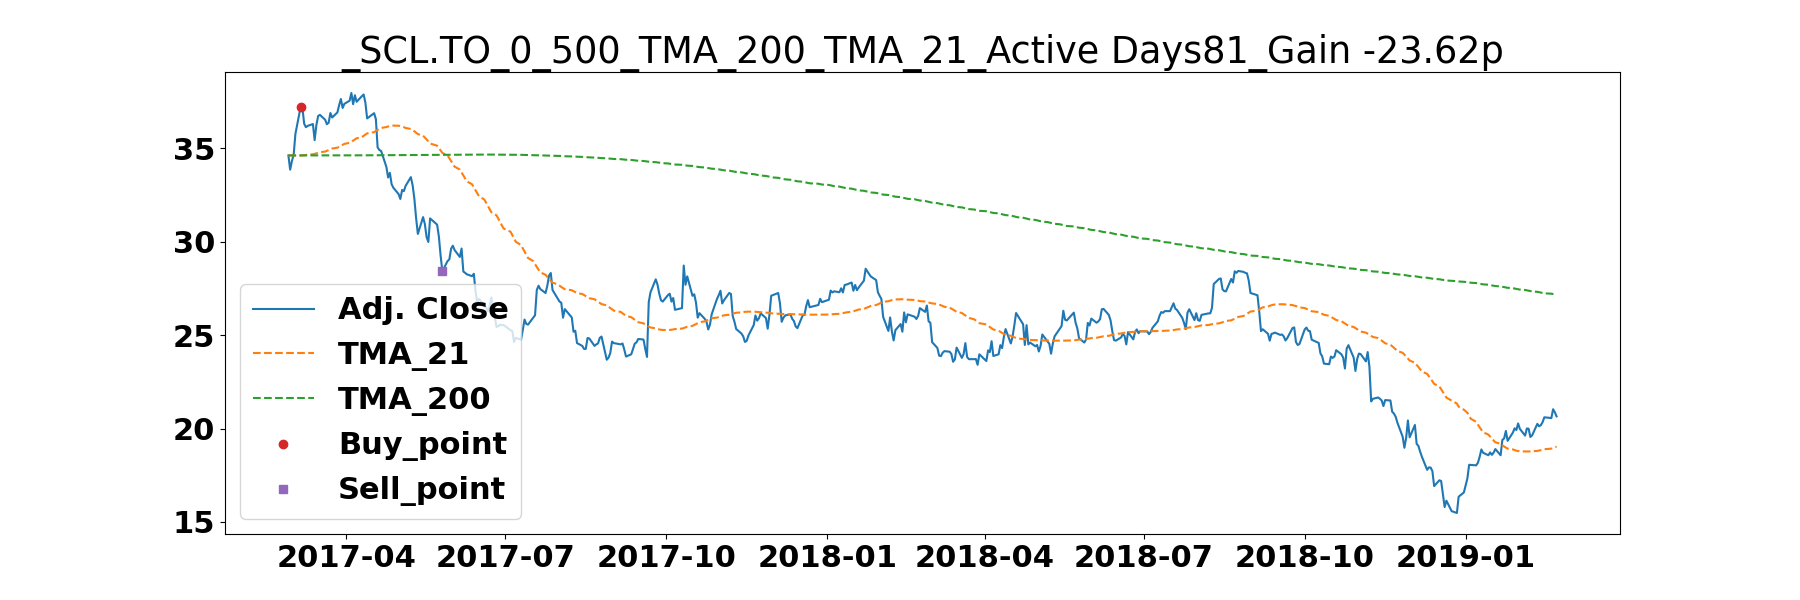 _SCL.TO_0_500_TMA_200_TMA_21_Active Days81_Gain -23.62p
35
30
25
20
15
Adj. Close
TMA_21
TMA_200
Buy_point
Sell_point
2017-04 2017-07 2017-10 2018-01 2018-04 2018-07 2018-10 2019-01